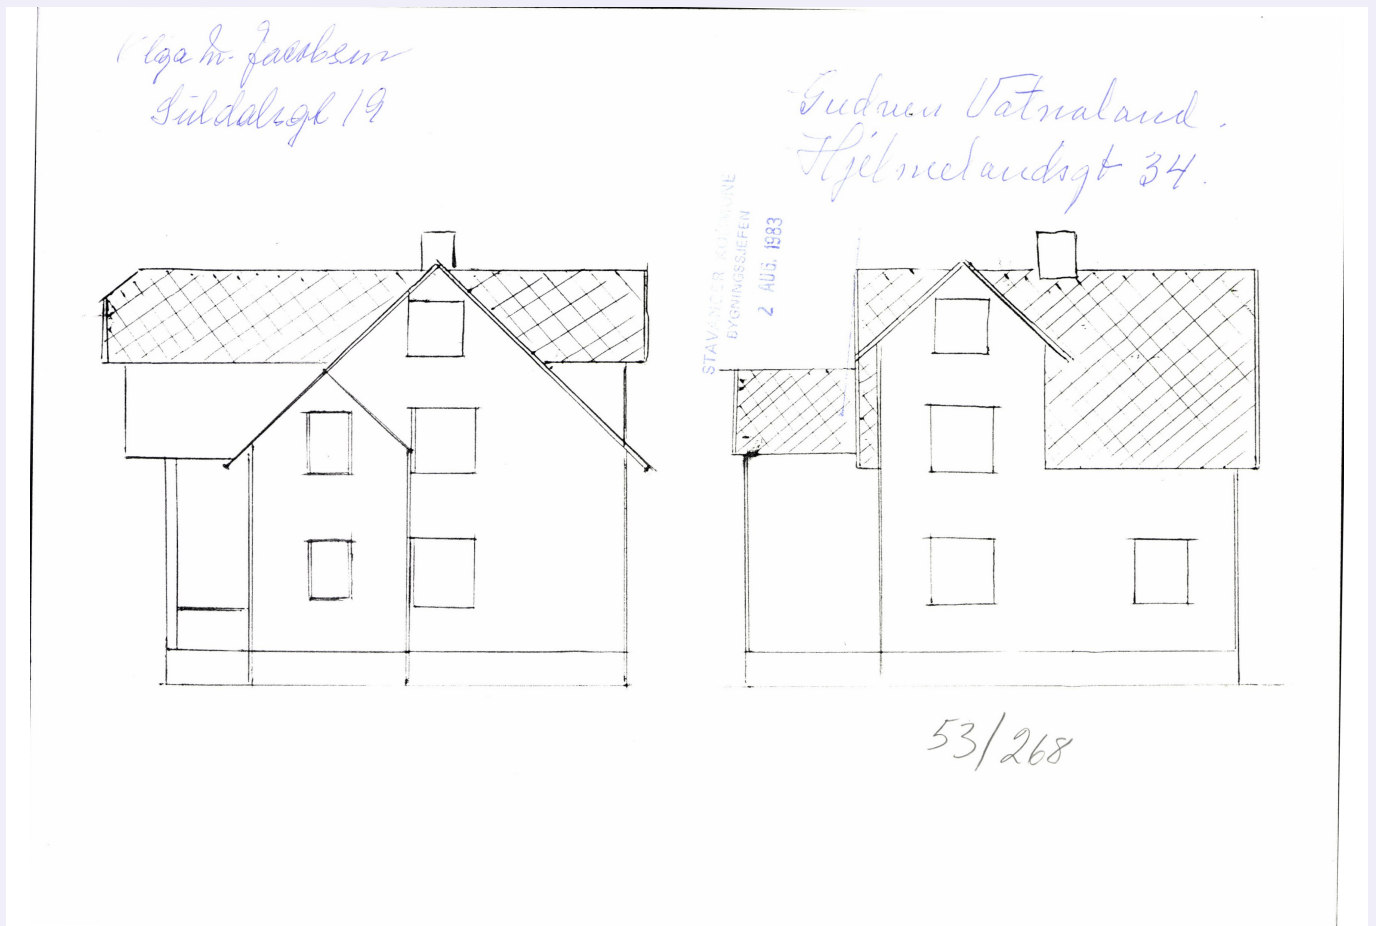 Olga M. Jacobsen
Suldalsgt 19
Gudrun Vatnaland.
Hjelmelandsgt 34.
STAVANGER KOMMUNE
BYGNINGSSJEFEN
2 AUG. 1983
53/268